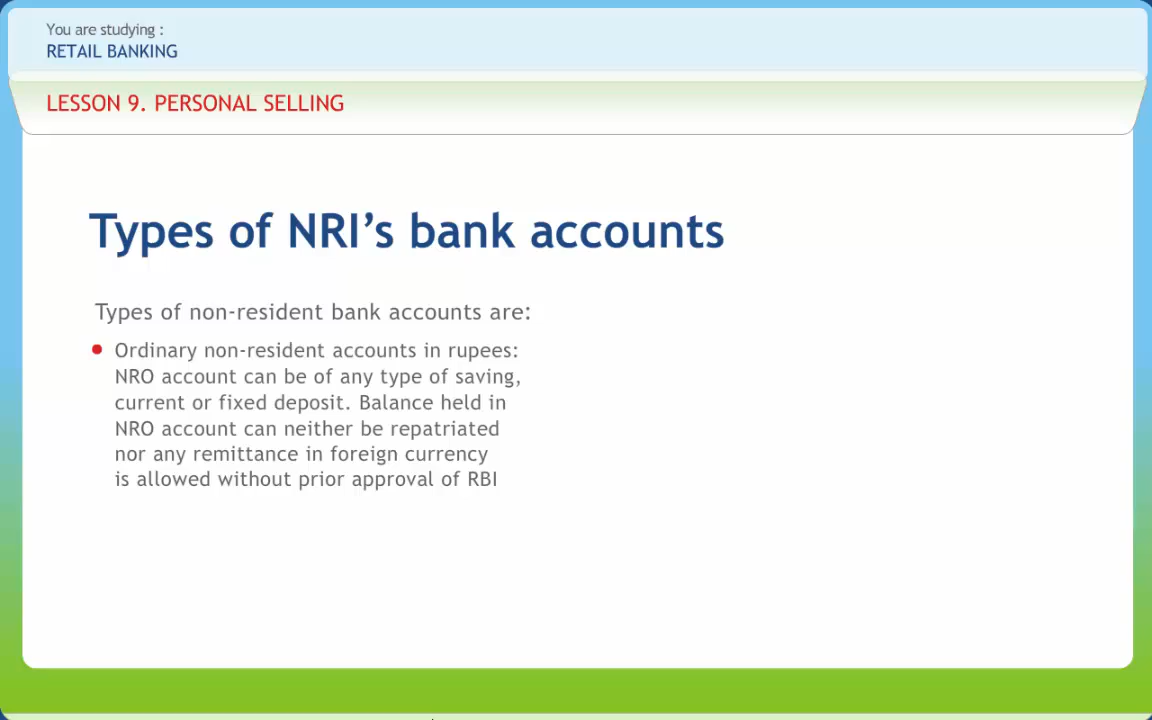 You are studying :
RETAIL BANKING
LESSON 9. PERSONAL SELLING
Types of NRI’s bank accounts
Types of non-resident bank accounts are:
Ordinary non-resident accounts in rupees:
NRO account can be of any type of saving,
current or fixed deposit. Balance held in
NRO account can neither be repatriated
nor any remittance in foreign currency
is allowed without prior approval of RBI